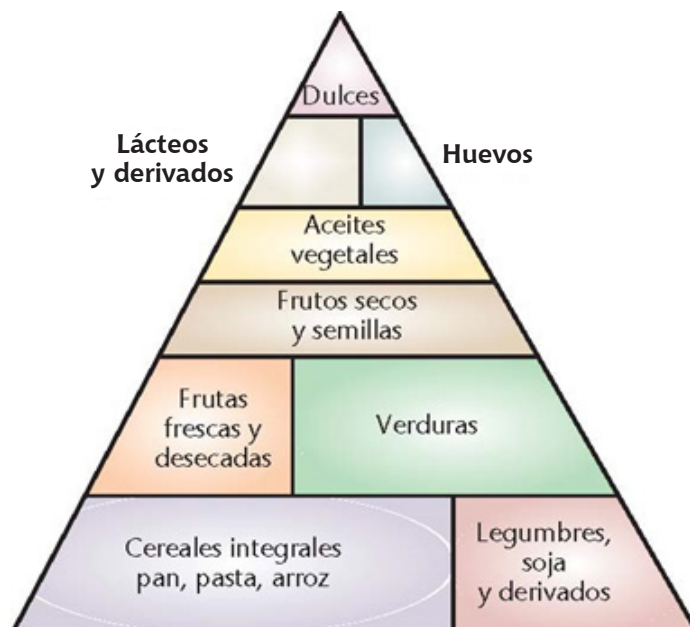 Dulces
Lácteos
y derivados
Huevos
Aceites
vegetales
Frutos secos
y semillas
Frutas
frescas y
desecadas
Verduras
Cereales integrales
pan, pasta, arroz
Legumbres,
soja
y derivados